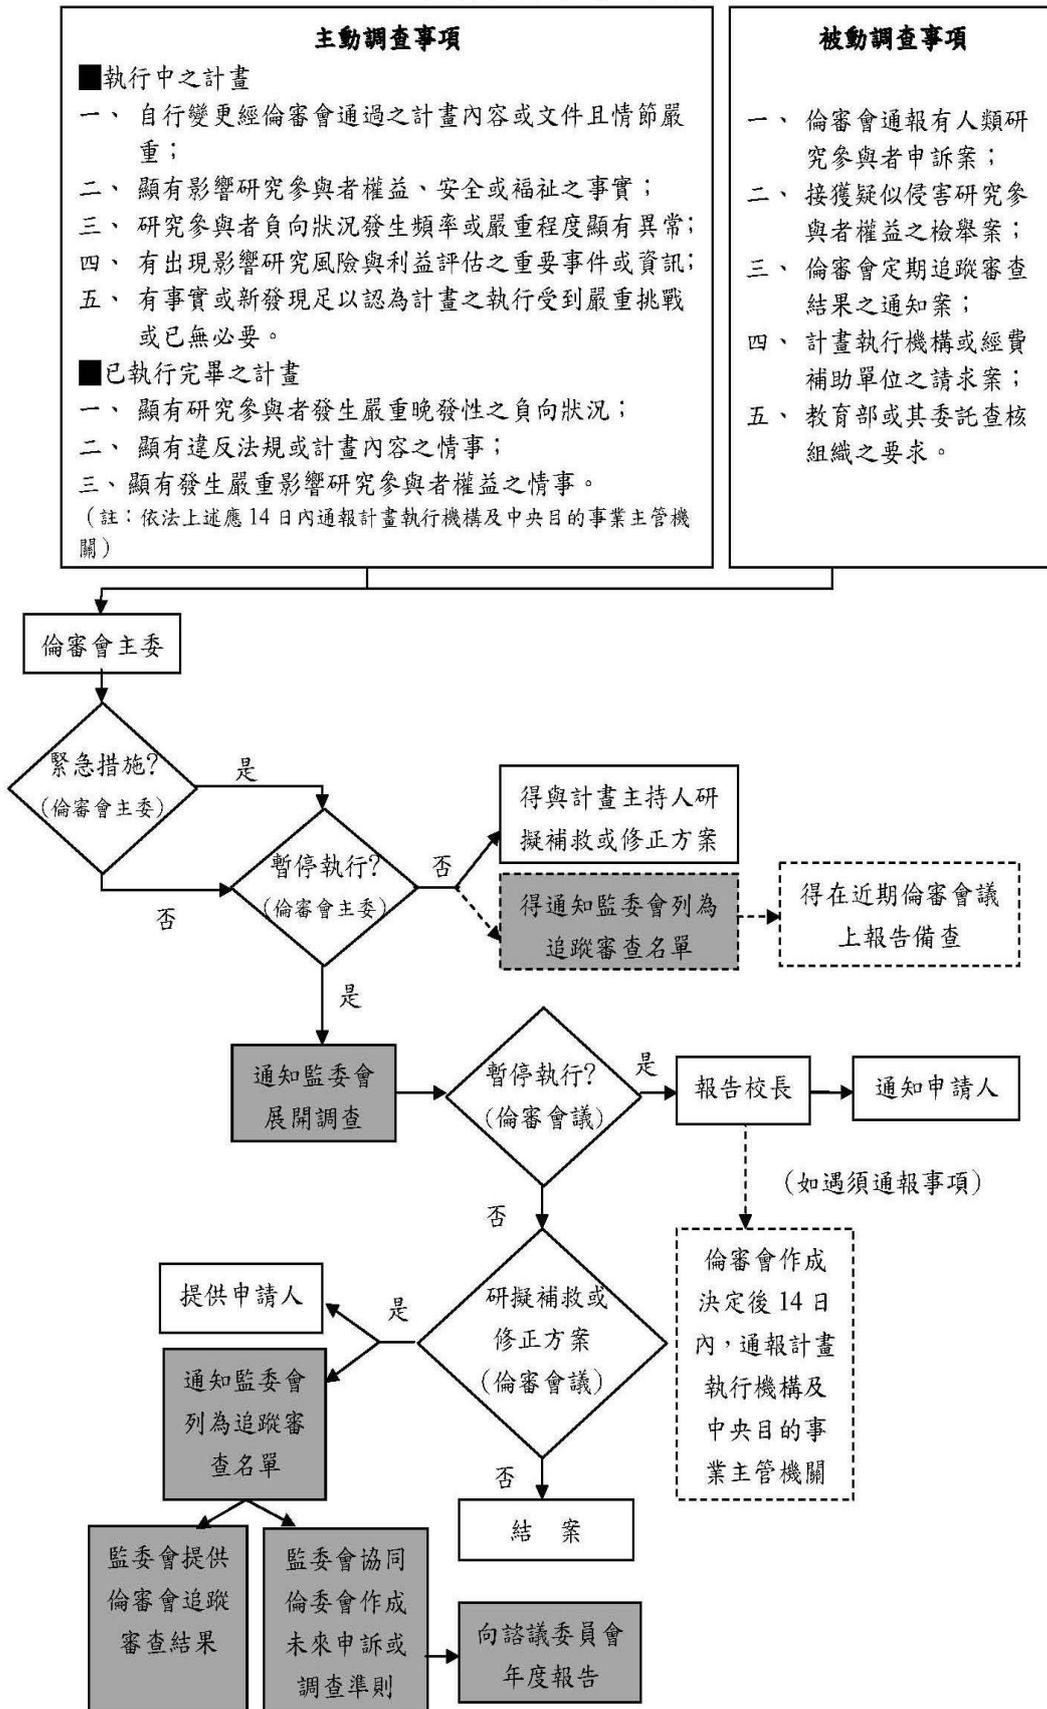 主動調查事項
■執行中之計畫
一、 自行變更經倫審會通過之計畫內容或文件且情節嚴
重；
二、 顯有影響研究參與者權益、安全或福祉之事實；
三、 研究參與者負向狀況發生頻率或嚴重程度顯有異常；
四、 有出現影響研究風險與利益評估之重要事件或資訊；
五、 有事實或新發現足以認為計畫之執行受到嚴重挑戰
或已無必要。
■已執行完畢之計畫
一、 顯有研究參與者發生嚴重晚發性之負向狀況；
二、 顯有違反法規或計畫內容之情事；
三、顯有發生嚴重影響研究參與者權益之情事。
（註：依法上述應 14 日內通報計畫執行機構及中央目的事業主管機
關）
被動調查事項
一、 倫審會通報有人類研
究參與者申訴案；
二、 接獲疑似侵害研究參
與者權益之檢舉案；
三、 倫審會定期追蹤審查
結果之通知案；
四、 計畫執行機構或經費
補助單位之請求案；
五、 教育部或其委託查核
組織之要求。
倫審會主委
緊急措施?
(倫審會主委)
是
否
暫停執行?
(倫審會主委)
否
得與計畫主持人研
擬補救或修正方案
得通知監委會列為
追蹤審查名單
得在近期倫審會議
上報告備查
是
通知監委會
展開調查
暫停執行?
(倫審會議)
是
報告校長
通知申請人
（如遇須通報事項）
倫審會作成
決定後 14 日
內，通報計畫
執行機構及
中央目的事
業主管機關
否
研擬補救或
修正方案
(倫審會議)
是
提供申請人
通知監委會
列為追蹤審
查名單
否
結 案
監委會提供
倫審會追蹤
審查結果
監委會協同
倫委會作成
未來申訴或
調查準則
向諮議委員會
年度報告